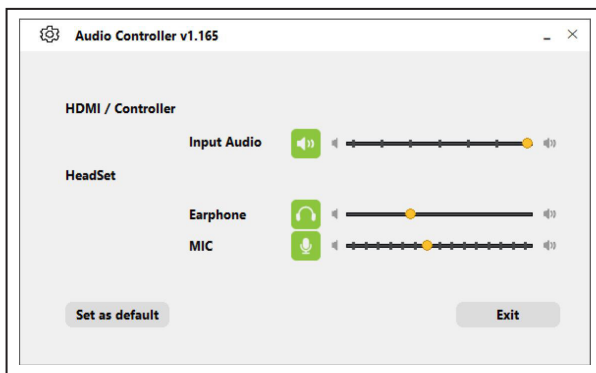 Audio Controller v1.165
HDMI / Controller
Input Audio
HeadSet
Earphone
MIC
Set as default
Exit